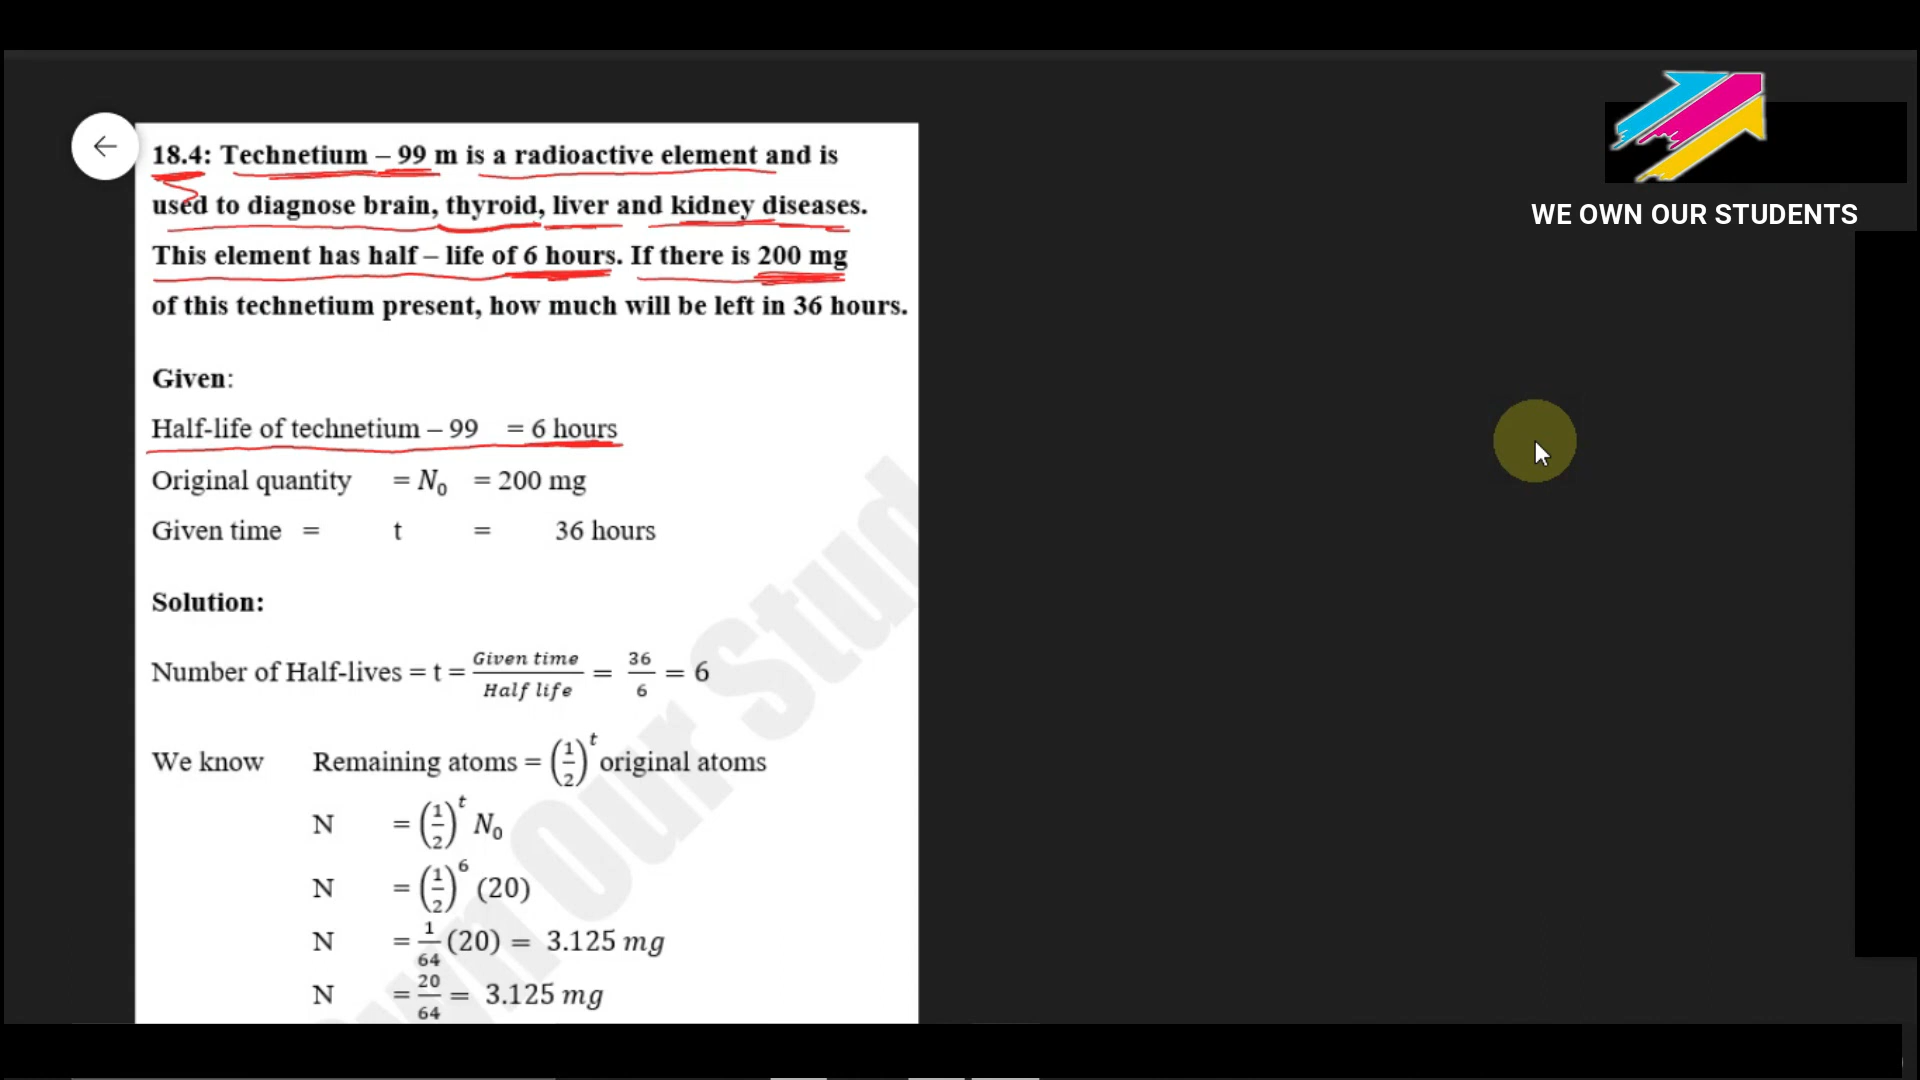 WE OWN OUR STUDENTS
18.4: Technetium – 99 m is a radioactive element and is
used to diagnose brain, thyroid, liver and kidney diseases.
This element has half – life of 6 hours. If there is 200 mg
of this technetium present, how much will be left in 36 hours.
Given:
Half-life of technetium – 99 = 6 hours
Original quantity = N₀ = 200 mg
Given time = t = 36 hours
Solution:
Number of Half-lives = t = Given time / Half life = 36/6 = 6
We know Remaining atoms = (1/2)^t original atoms
N = (1/2)^t N₀
N = (1/2)^6 (20)
N = 1/64 (20) = 3.125 mg
N = 20/64 = 3.125 mg
Own Our Stud